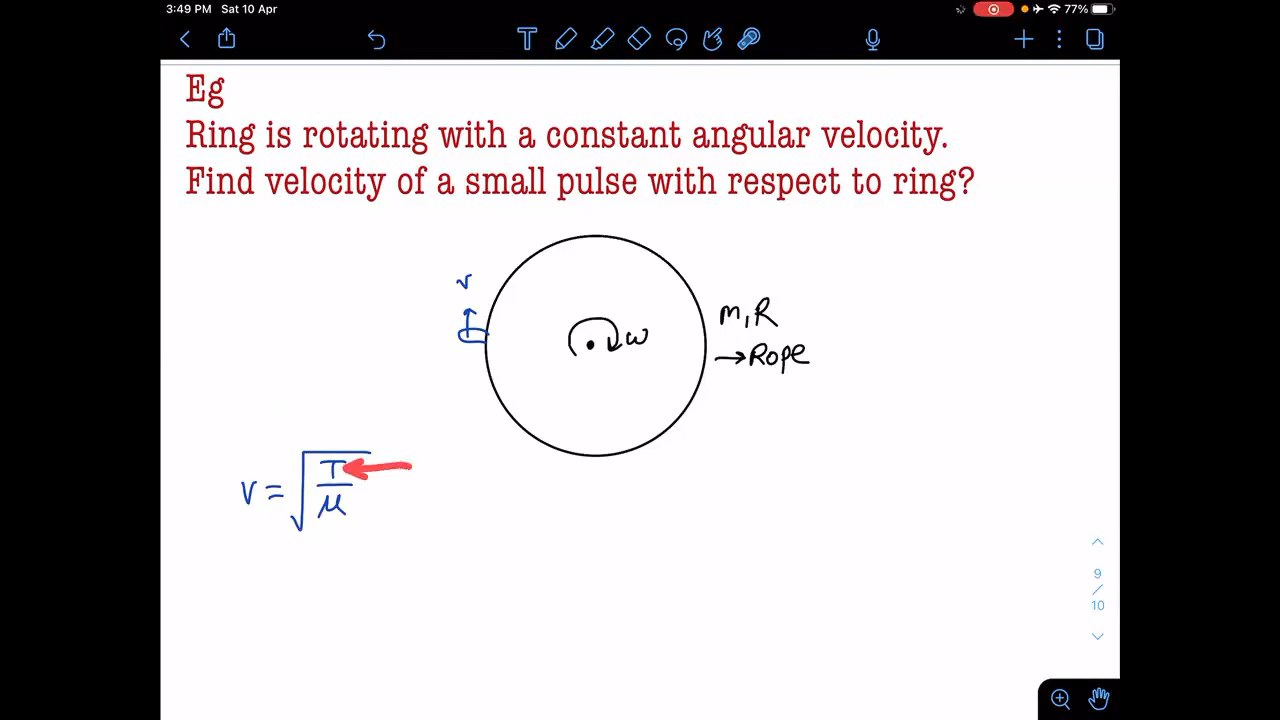 3:49 PM Sat 10 Apr
77%
T
Eg
Ring is rotating with a constant angular velocity.
Find velocity of a small pulse with respect to ring?
v
ω
m, R
→ Rope
v = √(T/μ)
9
/
10